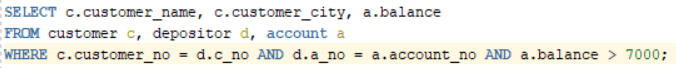 SELECT c.customer_name, c.customer_city, a.balance
FROM customer c, depositor d, account a
WHERE c.customer_no = d.c_no AND d.a_no = a.account_no AND a.balance > 7000;